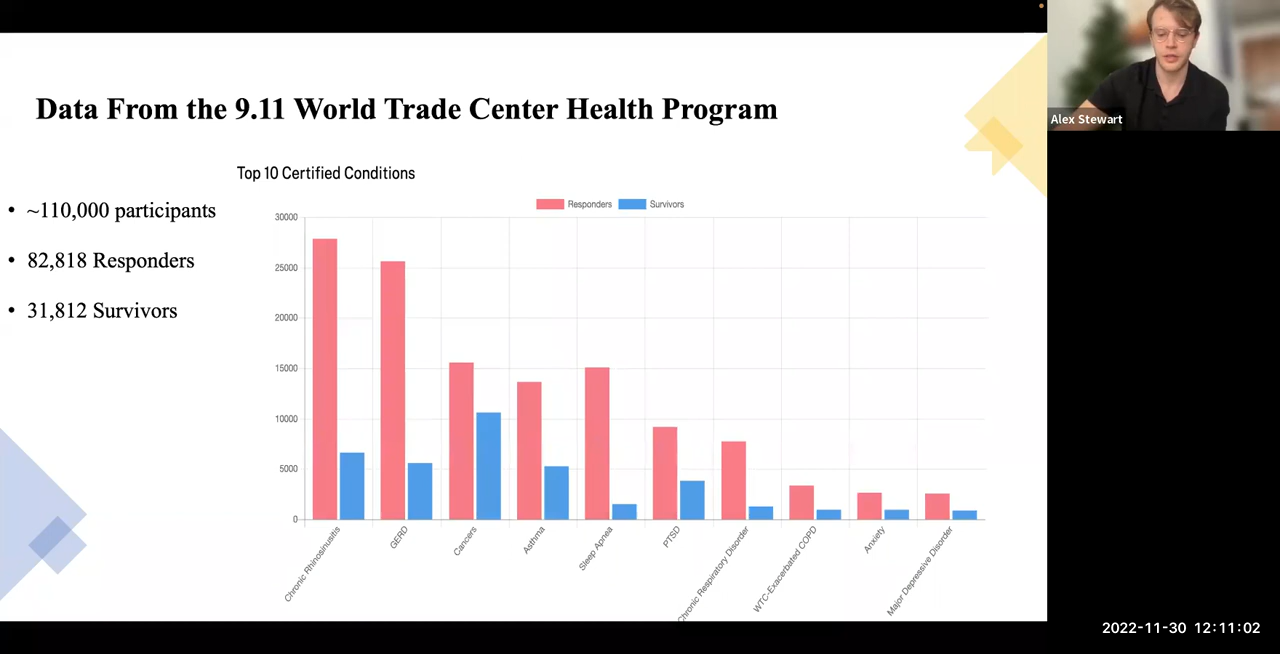 Data From the 9.11 World Trade Center Health Program
Alex Stewart
Top 10 Certified Conditions
• ~110,000 participants
• 82,818 Responders
• 31,812 Survivors
Responders Survivors
30000
25000
20000
15000
10000
5000
0
Chronic Rhinosinusitis
GERD
Cancers
Asthma
Sleep Apnea
PTSD
Chronic Respiratory Disorder
WTC-Exacerbated COPD
Anxiety
Major Depressive Disorder
2022-11-30 12:11:02